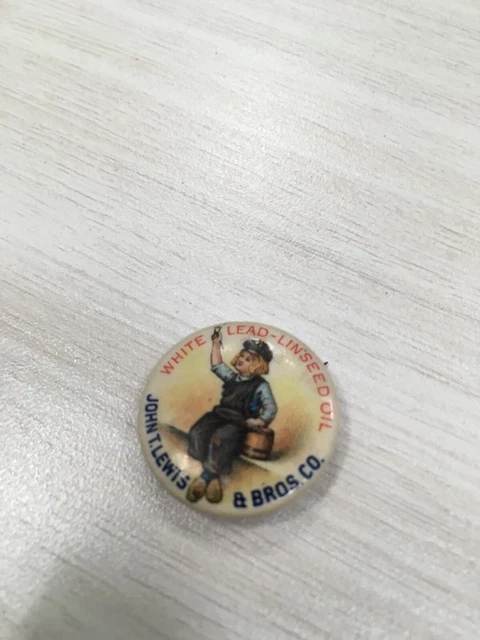 WHITE LEAD-LINSEED OIL
JOHN T. LEWIS & BROS. CO.